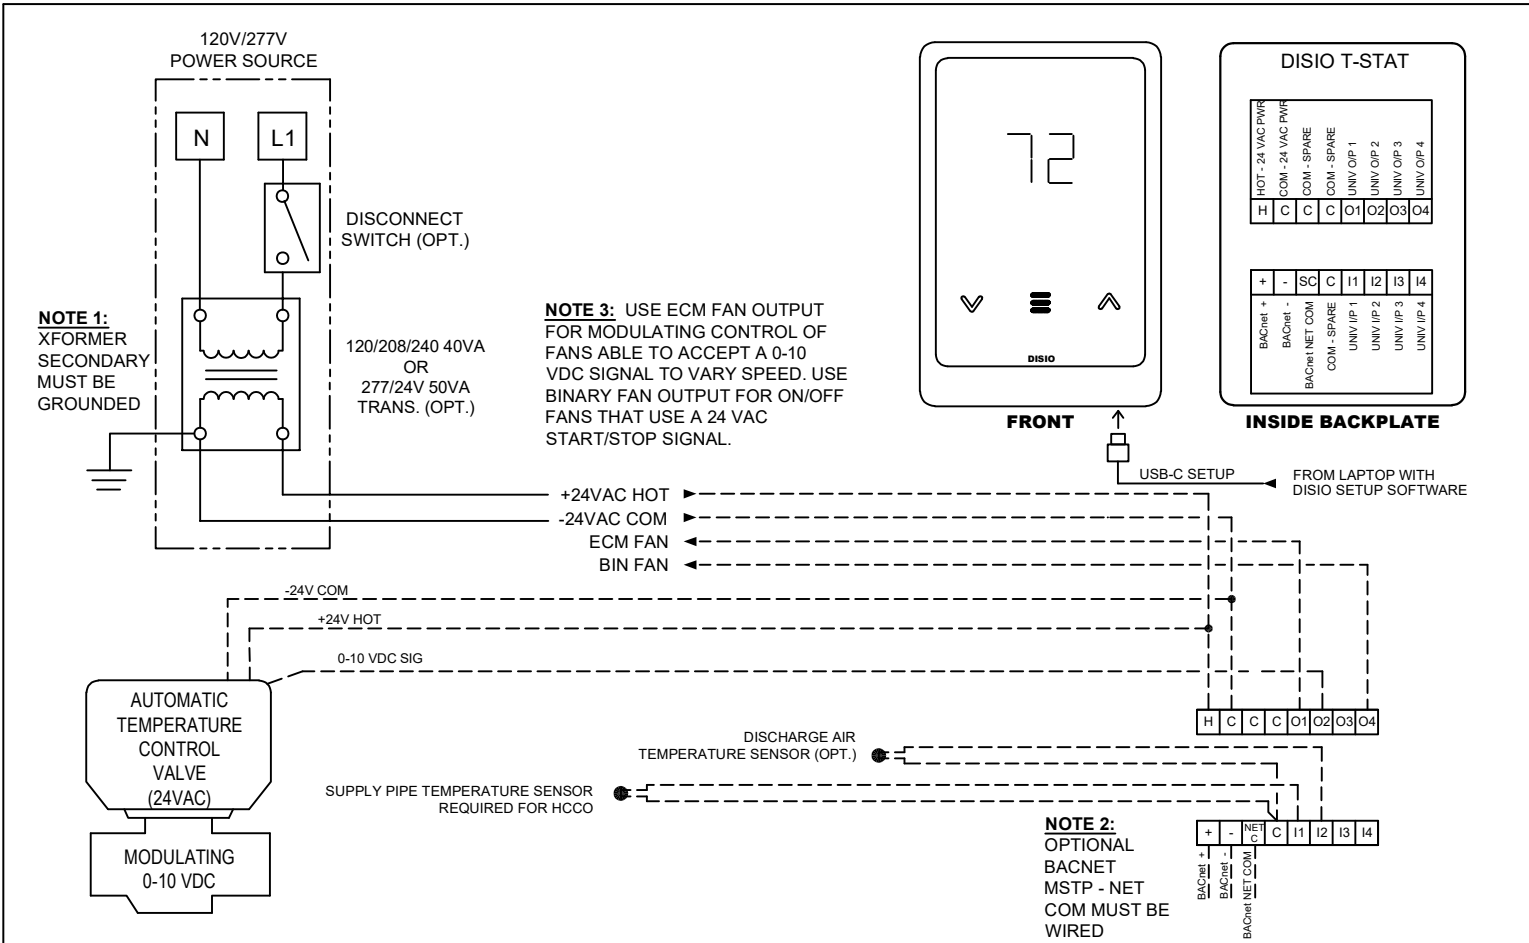 120V/277V
POWER SOURCE
N
L1
DISCONNECT
SWITCH (OPT.)
NOTE 1:
XFORMER
SECONDARY
MUST BE
GROUNDED
120/208/240 40VA
OR
277/24V 50VA
TRANS. (OPT.)
NOTE 3: USE ECM FAN OUTPUT
FOR MODULATING CONTROL OF
FANS ABLE TO ACCEPT A 0-10
VDC SIGNAL TO VARY SPEED. USE
BINARY FAN OUTPUT FOR ON/OFF
FANS THAT USE A 24 VAC
START/STOP SIGNAL.
72
DISIO
FRONT
DISIO T-STAT
HOT - 24 VAC PWR
COM - 24 VAC PWR
COM - SPARE
COM - SPARE
UNIV O/P 1
UNIV O/P 2
UNIV O/P 3
UNIV O/P 4
H C C C O1 O2 O3 O4
+ - SC C I1 I2 I3 I4
BACnet +
BACnet -
BACnet NET COM
COM - SPARE
UNIV I/P 1
UNIV I/P 2
UNIV I/P 3
UNIV I/P 4
INSIDE BACKPLATE
USB-C SETUP
FROM LAPTOP WITH
DISIO SETUP SOFTWARE
+24VAC HOT
-24VAC COM
ECM FAN
BIN FAN
-24V COM
+24V HOT
0-10 VDC SIG
AUTOMATIC
TEMPERATURE
CONTROL
VALVE
(24VAC)
MODULATING
0-10 VDC
H C C C O1 O2 O3 O4
DISCHARGE AIR
TEMPERATURE SENSOR (OPT.)
SUPPLY PIPE TEMPERATURE SENSOR
REQUIRED FOR HCCO
NOTE 2:
OPTIONAL
BACNET
MSTP - NET
COM MUST BE
WIRED
+ - NET C C I1 I2 I3 I4
BACnet +
BACnet -
BACnet NET COM